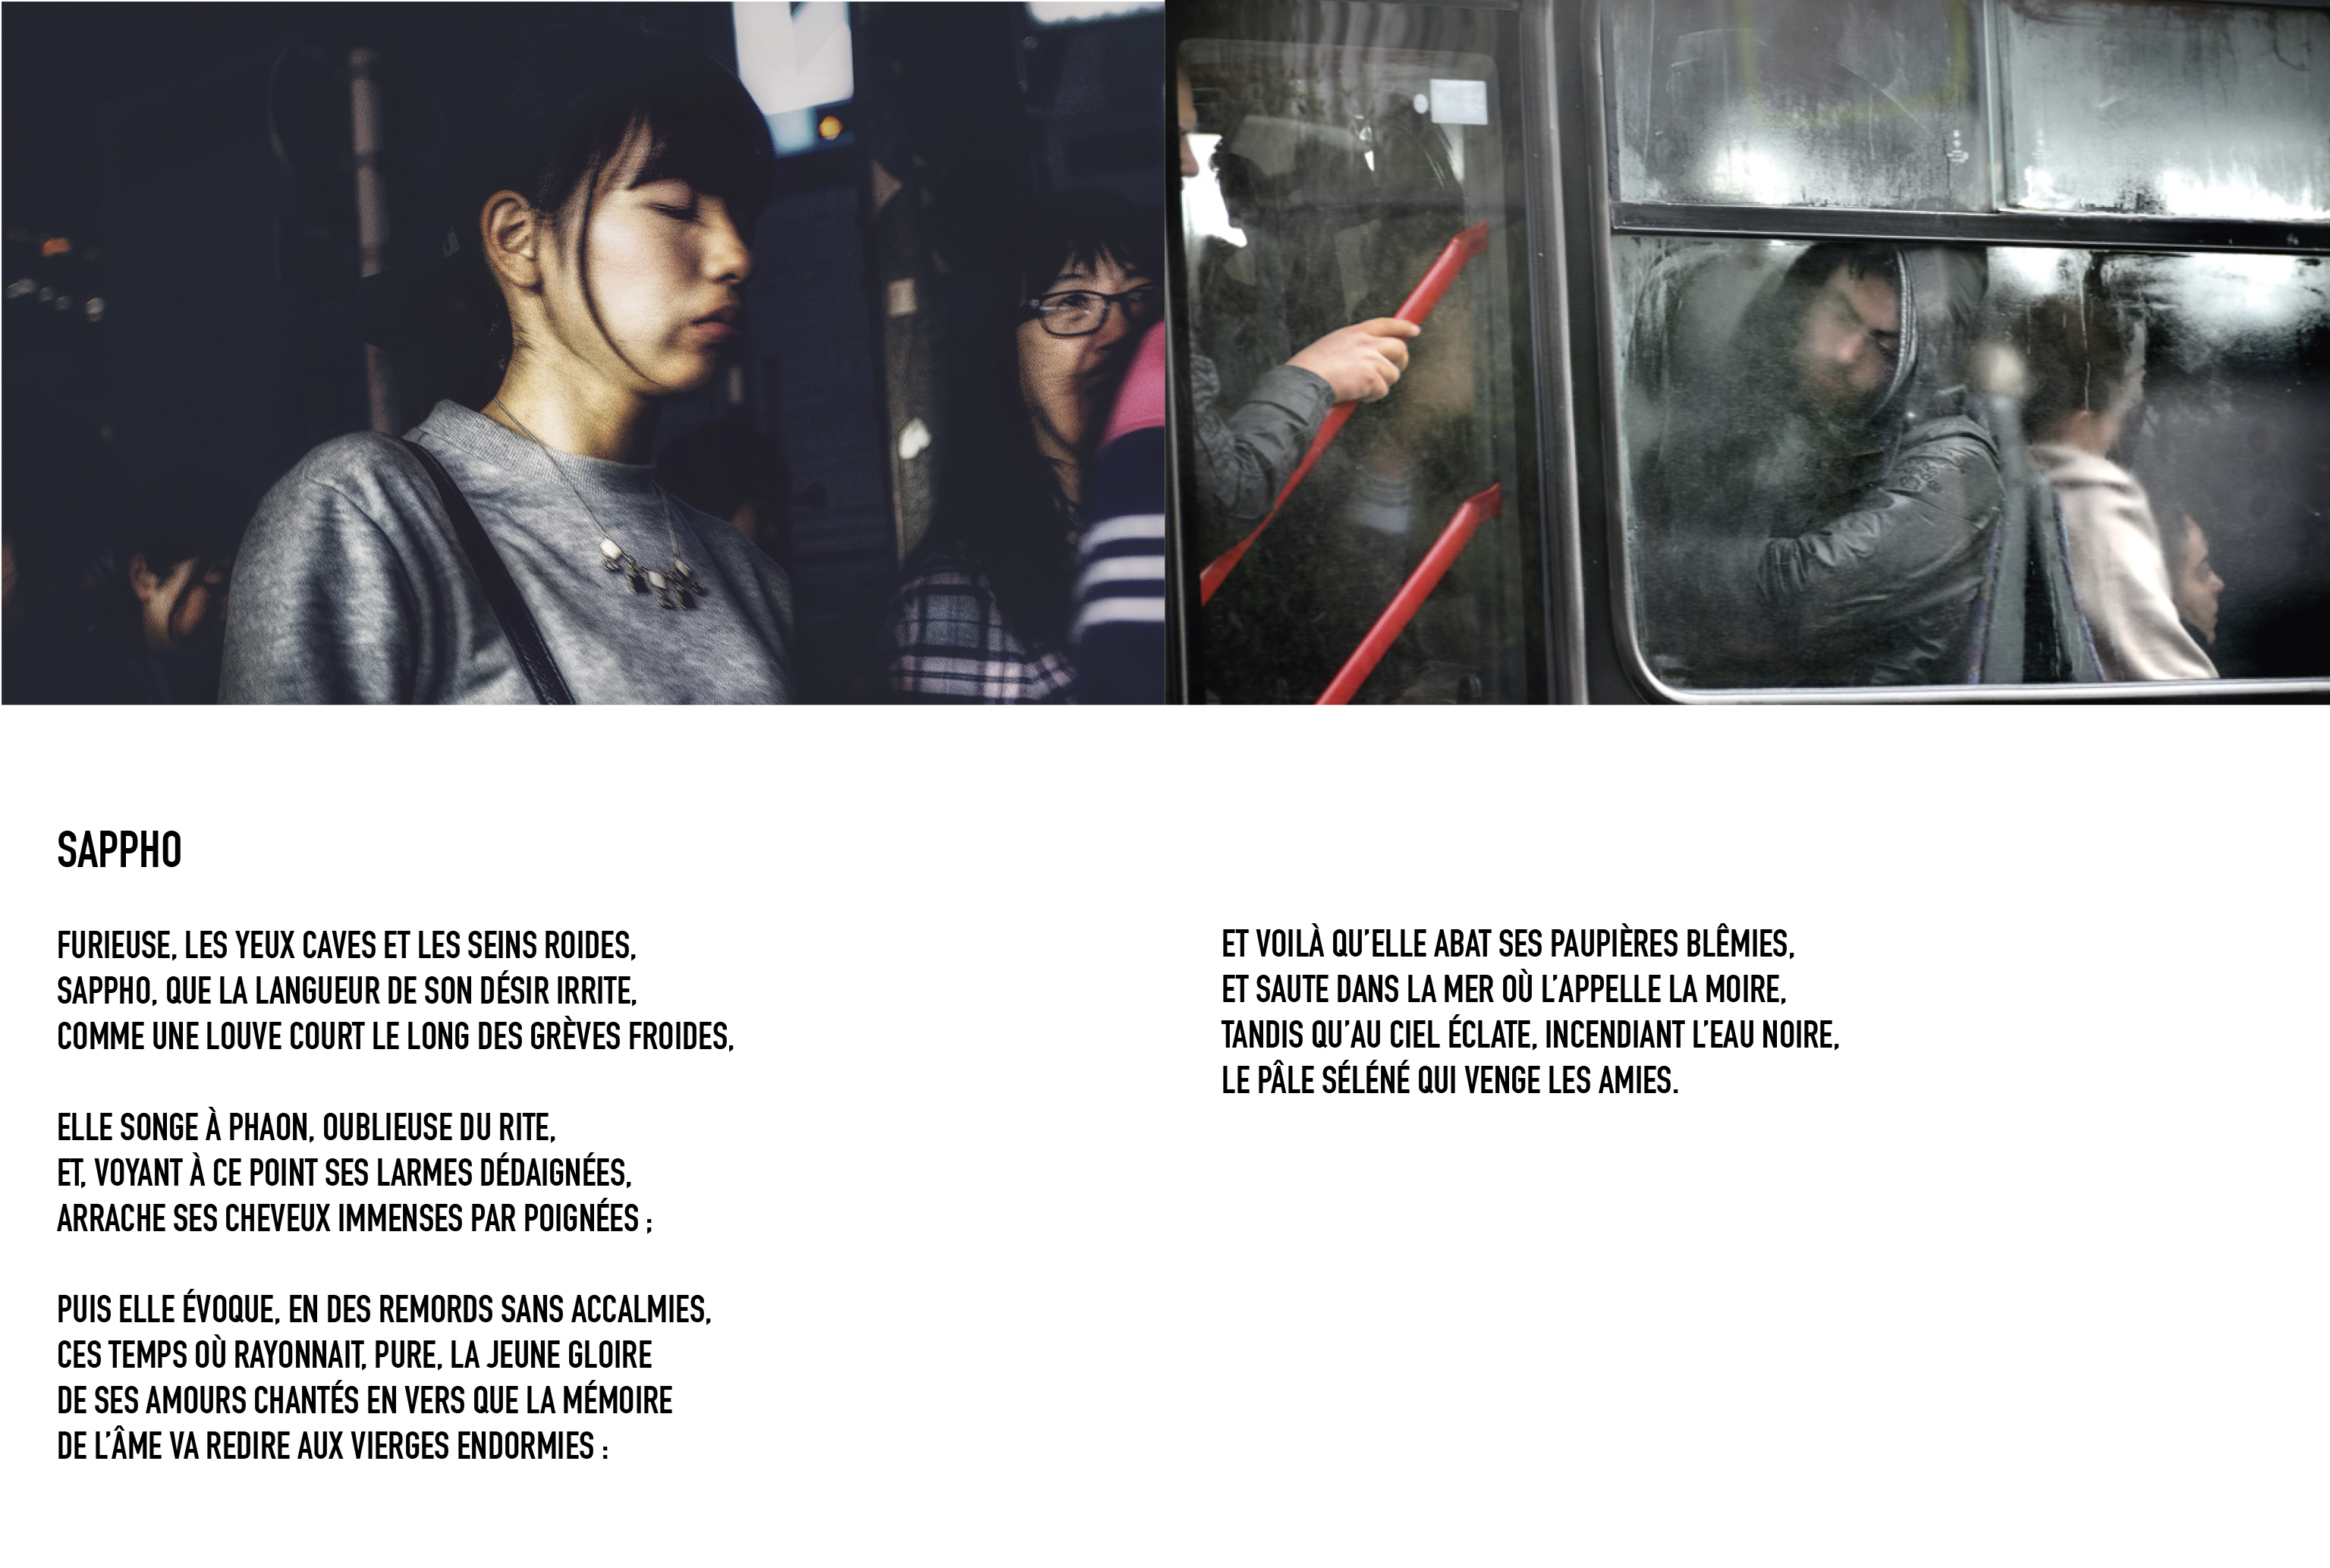 SAPPHO
FURIEUSE, LES YEUX CAVES ET LES SEINS ROIDES,
SAPPHO, QUE LA LANGUEUR DE SON DÉSIR IRRITE,
COMME UNE LOUVE COURT LE LONG DES GRÈVES FROIDES,
ELLE SONGE À PHAON, OUBLIEUSE DU RITE,
ET, VOYANT À CE POINT SES LARMES DÉDAIGNÉES,
ARRACHE SES CHEVEUX IMMENSES PAR POIGNÉES ;
PUIS ELLE ÉVOQUE, EN DES REMORDS SANS ACCALMIES,
CES TEMPS OÙ RAYONNAIT, PURE, LA JEUNE GLOIRE
DE SES AMOURS CHANTÉS EN VERS QUE LA MÉMOIRE
DE L’ÂME VA REDIRE AUX VIERGES ENDORMIES :
ET VOILÀ QU’ELLE ABAT SES PAUPIÈRES BLÊMIES,
ET SAUTE DANS LA MER OÙ L’APPELLE LA MOIRE,
TANDIS QU’AU CIEL ÉCLATE, INCENDIANT L’EAU NOIRE,
LE PÂLE SÉLÉNÉ QUI VENGE LES AMIES.